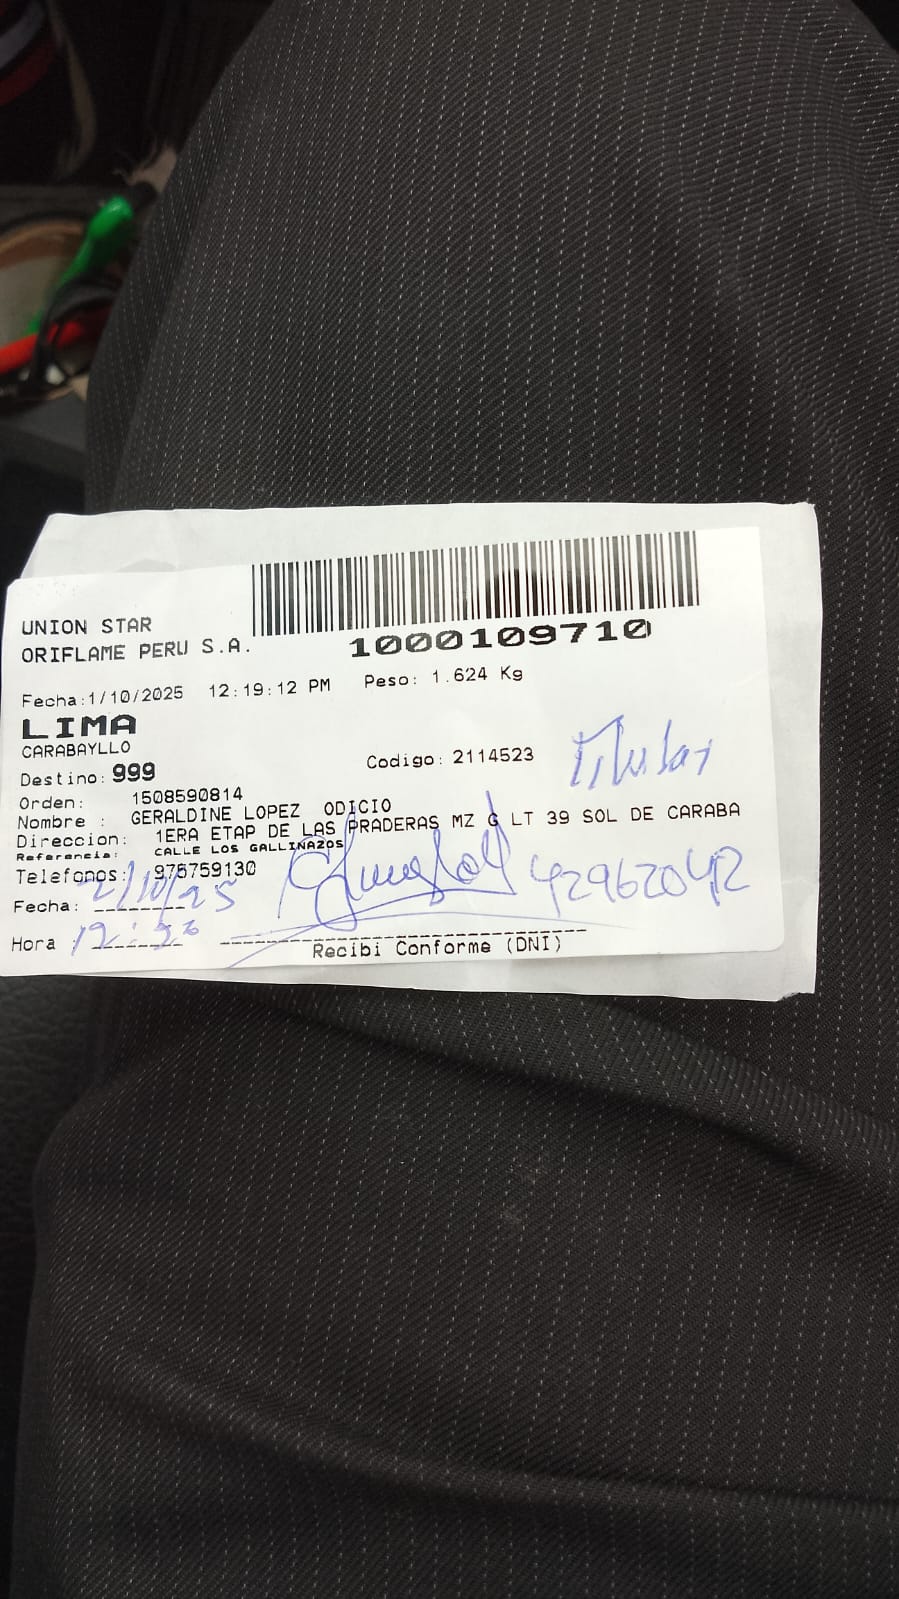 UNION STAR
ORIFLAME PERU S.A.
1000109710
Fecha:1/10/2025 12:19:12 PM Peso: 1.624 Kg
LIMA
CARABAYLLO
Destino: 999 Codigo: 2114523 Titular
Orden: 1508590814
Nombre : GERALDINE LOPEZ ODICIO
Direccion: 1ERA ETAP DE LAS PRADERAS MZ G LT 39 SOL DE CARABA
Referencia: CALLE LOS GALLINAZOS
Telefonos: 975759130
Fecha: 2/10/25 42962042
Hora
Recibi Conforme (DNI)